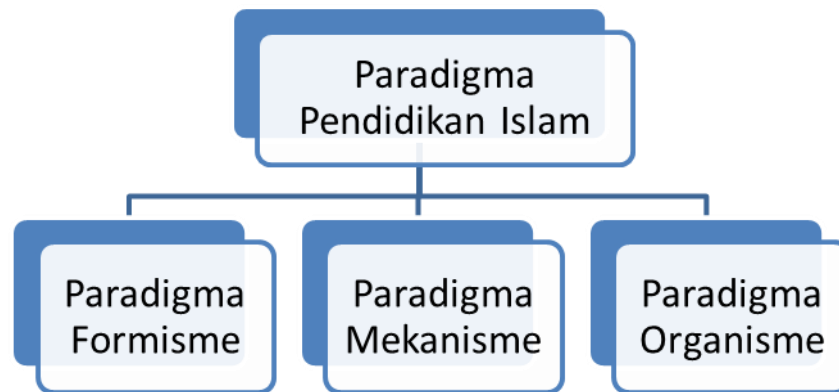 Paradigma
Pendidikan Islam
Paradigma
Formisme
Paradigma
Mekanisme
Paradigma
Organisme